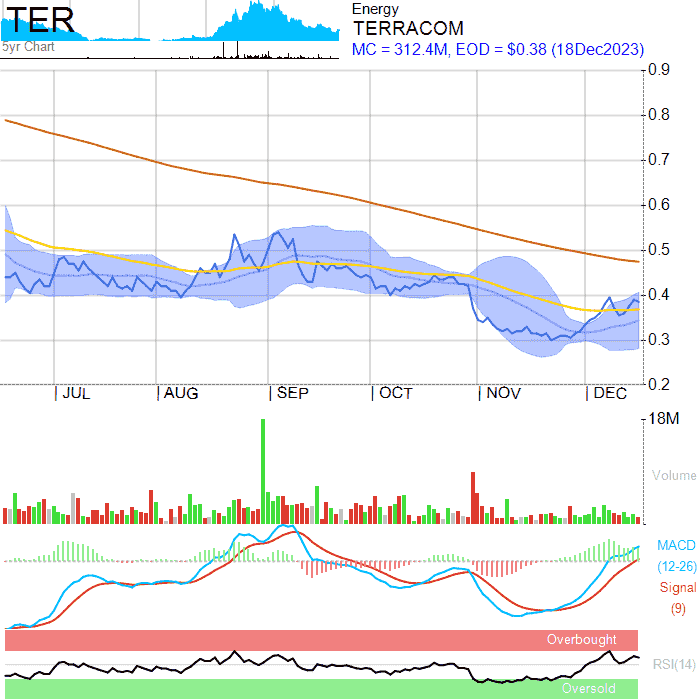 TER
5yr Chart
Energy
TERRACOM
MC = 312.4M, EOD = $0.38 (18Dec2023)
0.9
0.8
0.7
0.6
0.5
0.4
0.3
0.2
JUL AUG SEP OCT NOV DEC
18M
Volume
MACD
(12-26)
Signal
(9)
Overbought
RSI(14)
Oversold